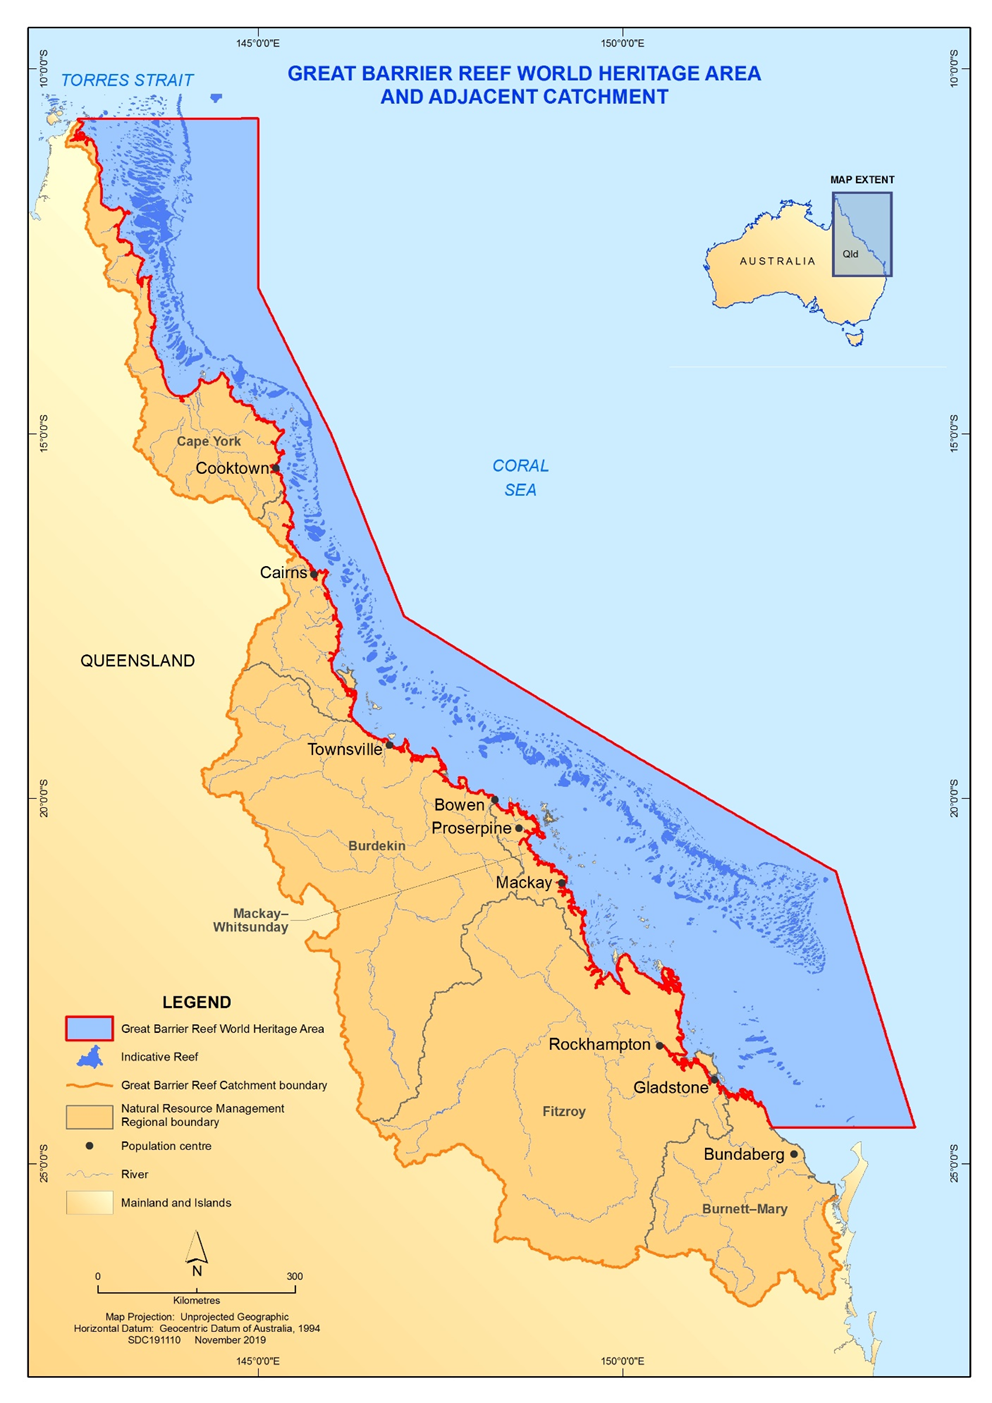 145°0'0"E
150°0'0"E
10°0'0"S
10°0'0"S
TORRES STRAIT
GREAT BARRIER REEF WORLD HERITAGE AREA
AND ADJACENT CATCHMENT
MAP EXTENT
AUSTRALIA
Qld
15°0'0"S
15°0'0"S
Cape York
Cooktown
CORAL
SEA
Cairns
QUEENSLAND
Townsville
20°0'0"S
20°0'0"S
Bowen
Proserpine
Burdekin
Mackay
Mackay–
Whitsunday
LEGEND
Great Barrier Reef World Heritage Area
Indicative Reef
Great Barrier Reef Catchment boundary
Natural Resource Management
Regional boundary
Population centre
River
Mainland and Islands
Rockhampton
Gladstone
Fitzroy
Bundaberg
25°0'0"S
25°0'0"S
Burnett–Mary
N
0
300
Kilometres
Map Projection: Unprojected Geographic
Horizontal Datum: Geocentric Datum of Australia, 1994
SDC191110 November 2019
145°0'0"E
150°0'0"E